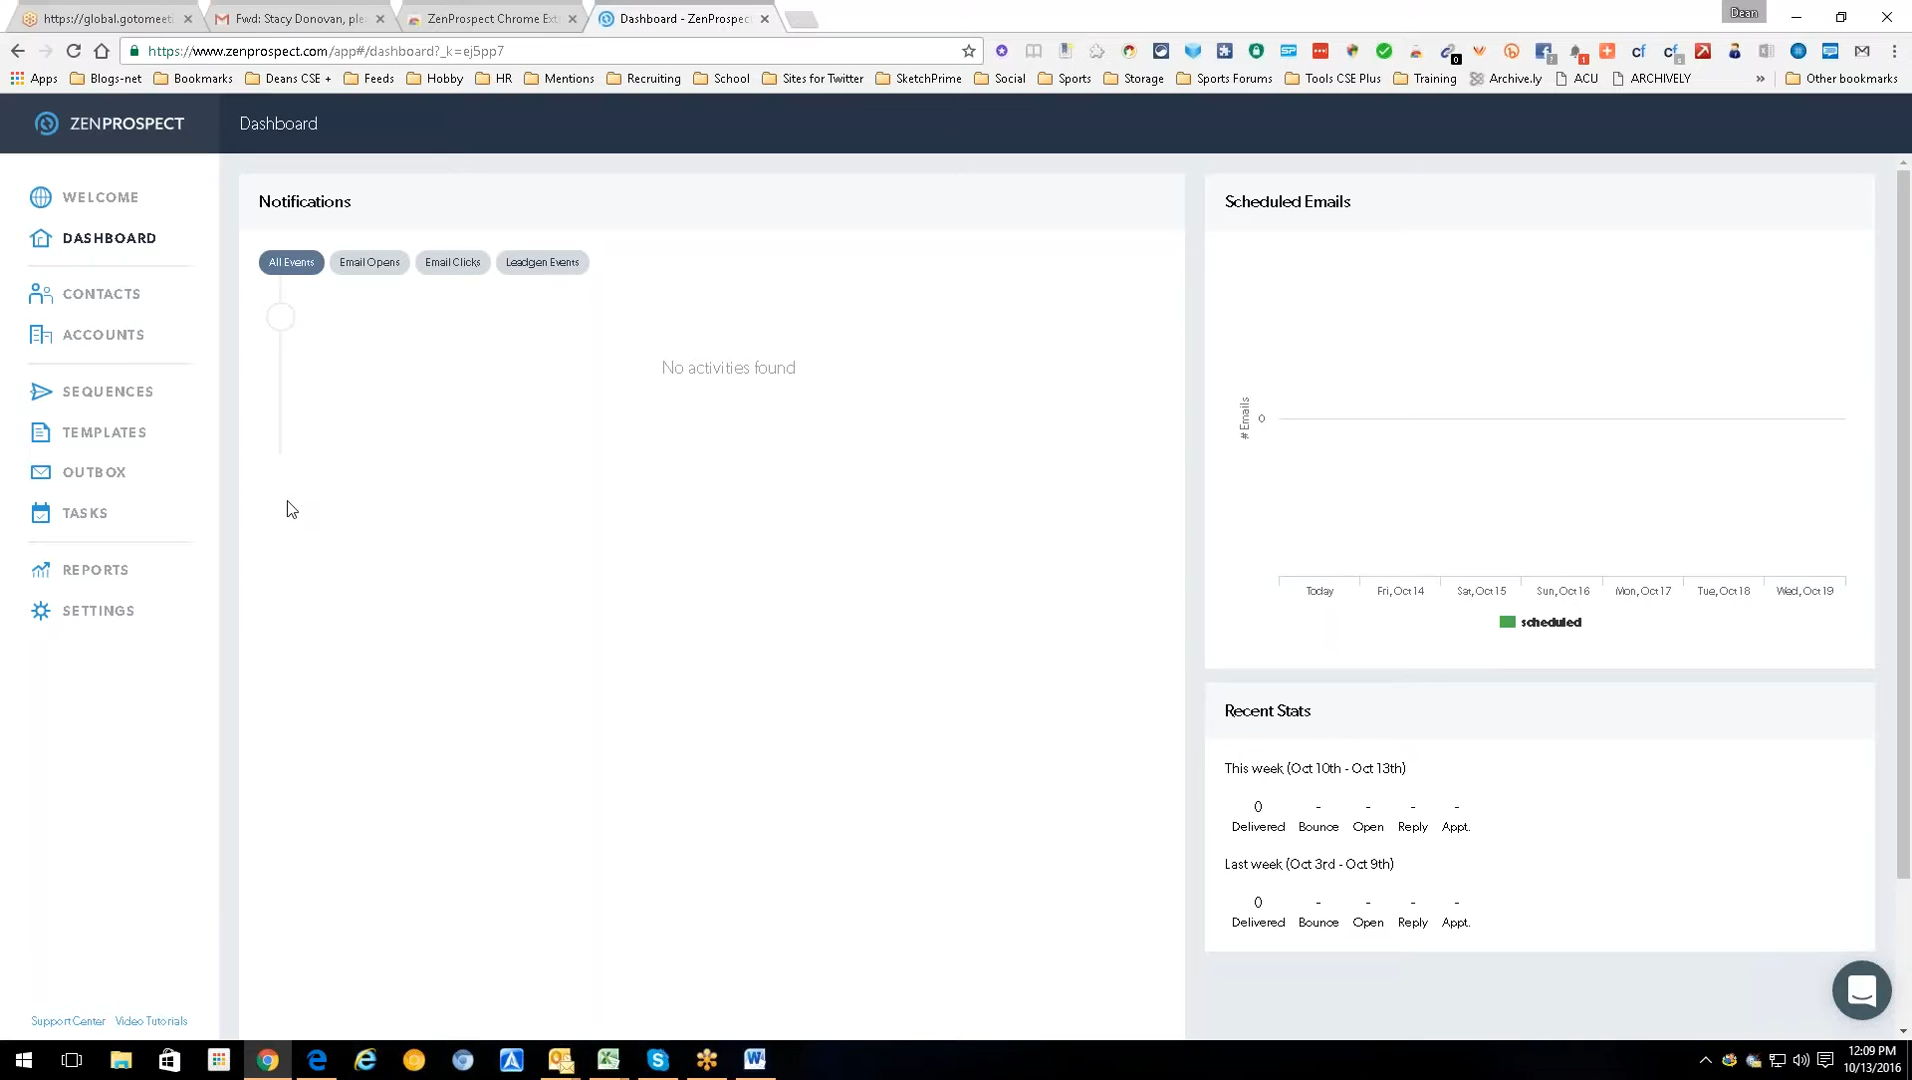 https://global.gotomeeti
Fwd: Stacy Donovan, ple
ZenProspect Chrome Ext
Dashboard - ZenProspect
Dean
https://www.zenprospect.com/app#/dashboard?_k=ej5pp7
Apps
Blogs-net
Bookmarks
Deans CSE +
Feeds
Hobby
HR
Mentions
Recruiting
School
Sites for Twitter
SketchPrime
Social
Sports
Storage
Sports Forums
Tools CSE Plus
Training
Archive.ly
ACU
ARCHIVELY
»
Other bookmarks
ZENPROSPECT
Dashboard
WELCOME
DASHBOARD
CONTACTS
ACCOUNTS
SEQUENCES
TEMPLATES
OUTBOX
TASKS
REPORTS
SETTINGS
Support Center Video Tutorials
Notifications
All Events
Email Opens
Email Clicks
Leadgen Events
No activities found
Scheduled Emails
# Emails
0
Today
Fri, Oct 14
Sat, Oct 15
Sun, Oct 16
Mon, Oct 17
Tue, Oct 18
Wed, Oct 19
scheduled
Recent Stats
This week (Oct 10th - Oct 13th)
0 - - - -
Delivered Bounce Open Reply Appt.
Last week (Oct 3rd - Oct 9th)
0 - - - -
Delivered Bounce Open Reply Appt.
12:09 PM
10/13/2016